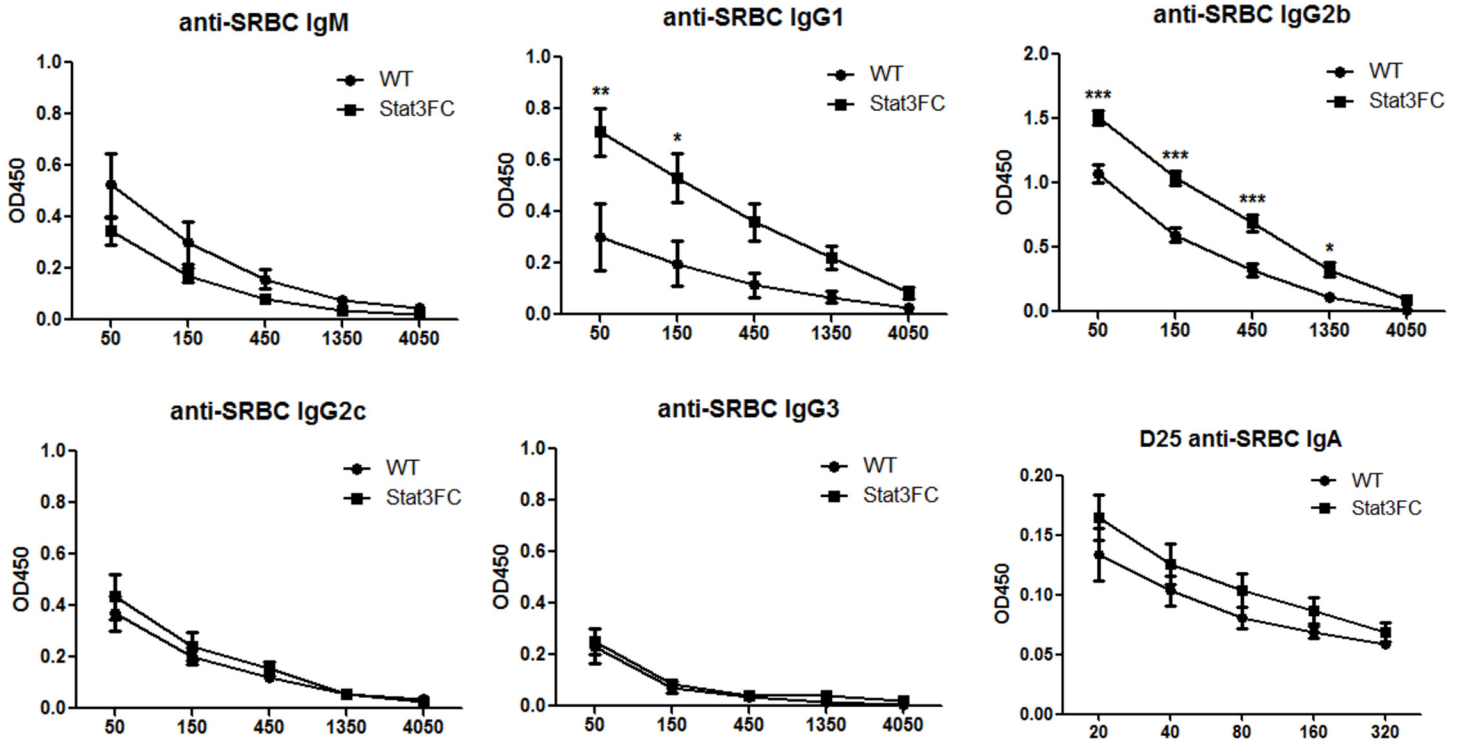 anti-SRBC IgM
OD450
1.0
0.8
0.6
0.4
0.2
0.0
WT
Stat3FC
50 150 450 1350 4050
anti-SRBC IgG1
OD450
1.0
0.8
0.6
0.4
0.2
0.0
**
*
WT
Stat3FC
50 150 450 1350 4050
anti-SRBC IgG2b
OD450
2.0
1.5
1.0
0.5
0.0
***
***
***
*
WT
Stat3FC
50 150 450 1350 4050
anti-SRBC IgG2c
OD450
1.0
0.8
0.6
0.4
0.2
0.0
WT
Stat3FC
50 150 450 1350 4050
anti-SRBC IgG3
OD450
1.0
0.8
0.6
0.4
0.2
0.0
WT
Stat3FC
50 150 450 1350 4050
D25 anti-SRBC IgA
OD450
0.20
0.15
0.10
0.05
0.00
WT
Stat3FC
20 40 80 160 320